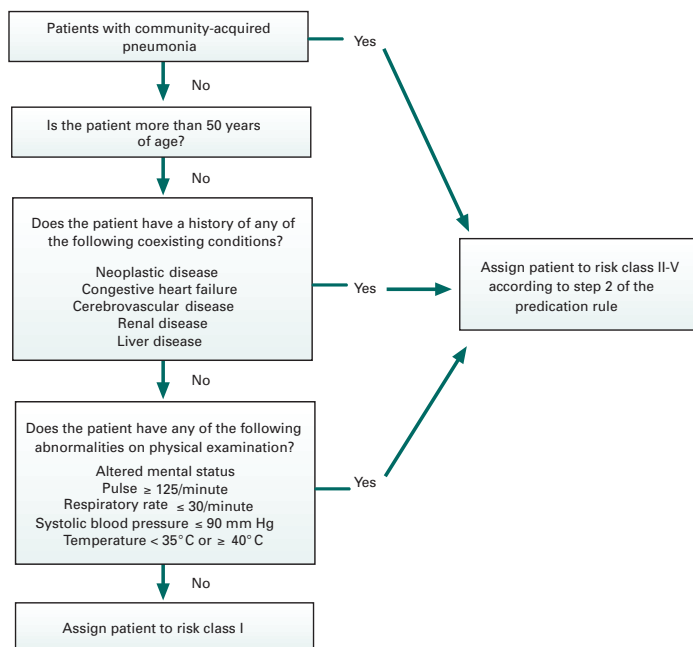 Patients with community-acquired
pneumonia
Yes
No
Is the patient more than 50 years
of age?
No
Does the patient have a history of any of
the following coexisting conditions?
Neoplastic disease
Congestive heart failure
Cerebrovascular disease
Renal disease
Liver disease
Yes
Assign patient to risk class II-V
according to step 2 of the
predication rule
No
Does the patient have any of the following
abnormalities on physical examination?
Altered mental status
Pulse ≥ 125/minute
Respiratory rate ≤ 30/minute
Systolic blood pressure ≤ 90 mm Hg
Temperature < 35°C or ≥ 40°C
Yes
No
Assign patient to risk class I